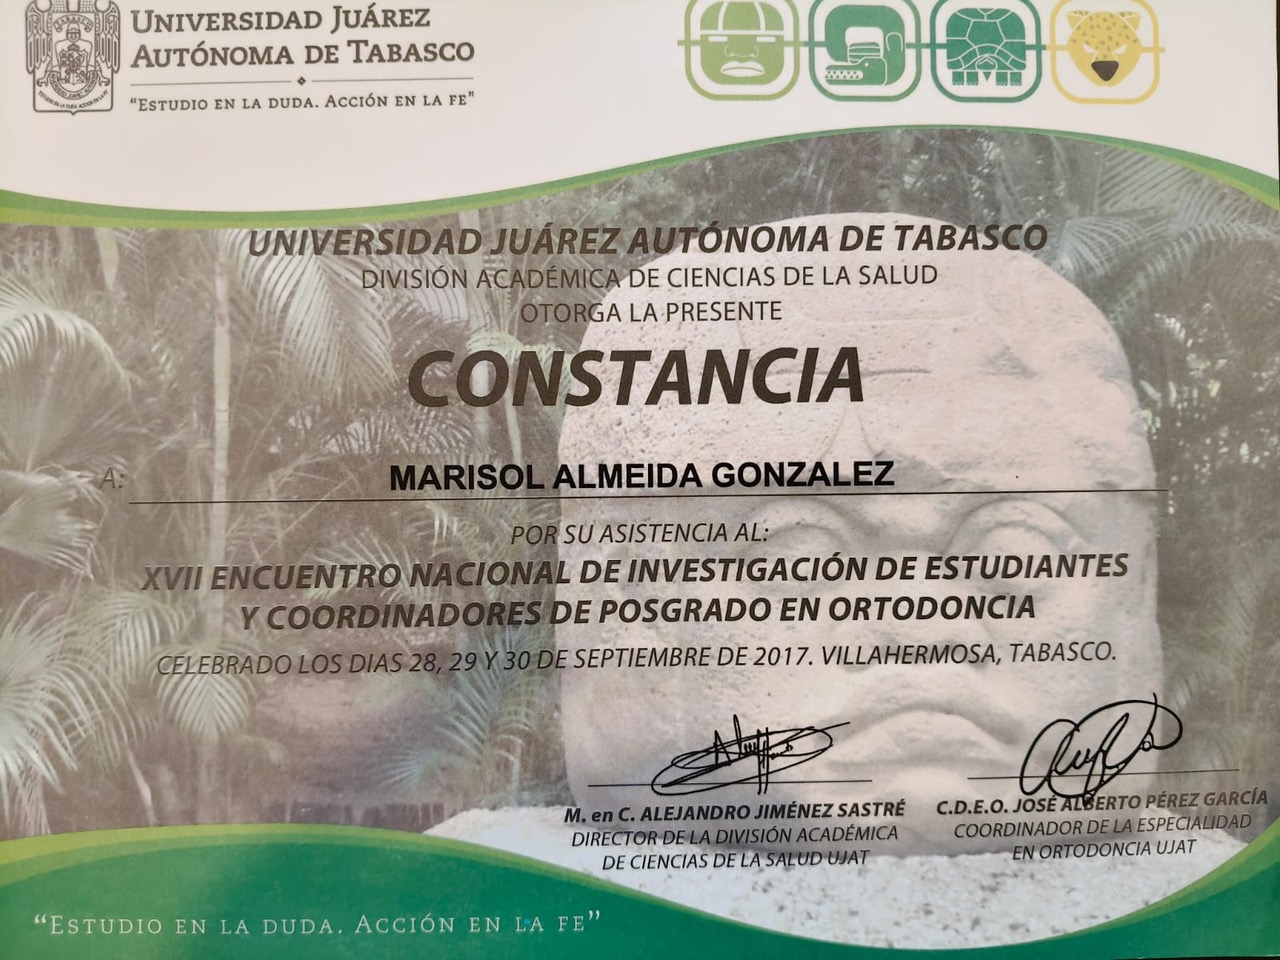 UNIVERSIDAD JUÁREZ
AUTÓNOMA DE TABASCO
"ESTUDIO EN LA DUDA. ACCIÓN EN LA FE"
UNIVERSIDAD JUÁREZ AUTÓNOMA DE TABASCO
DIVISIÓN ACADÉMICA DE CIENCIAS DE LA SALUD
OTORGA LA PRESENTE
CONSTANCIA
A: MARISOL ALMEIDA GONZALEZ
POR SU ASISTENCIA AL:
XVII ENCUENTRO NACIONAL DE INVESTIGACIÓN DE ESTUDIANTES
Y COORDINADORES DE POSGRADO EN ORTODONCIA
CELEBRADO LOS DIAS 28, 29 Y 30 DE SEPTIEMBRE DE 2017. VILLAHERMOSA, TABASCO.
M. en C. ALEJANDRO JIMÉNEZ SASTRÉ
DIRECTOR DE LA DIVISIÓN ACADÉMICA
DE CIENCIAS DE LA SALUD UJAT
C.D.E.O. JOSÉ ALBERTO PÉREZ GARCÍA
COORDINADOR DE LA ESPECIALIDAD
EN ORTODONCIA UJAT
"ESTUDIO EN LA DUDA. ACCIÓN EN LA FE"